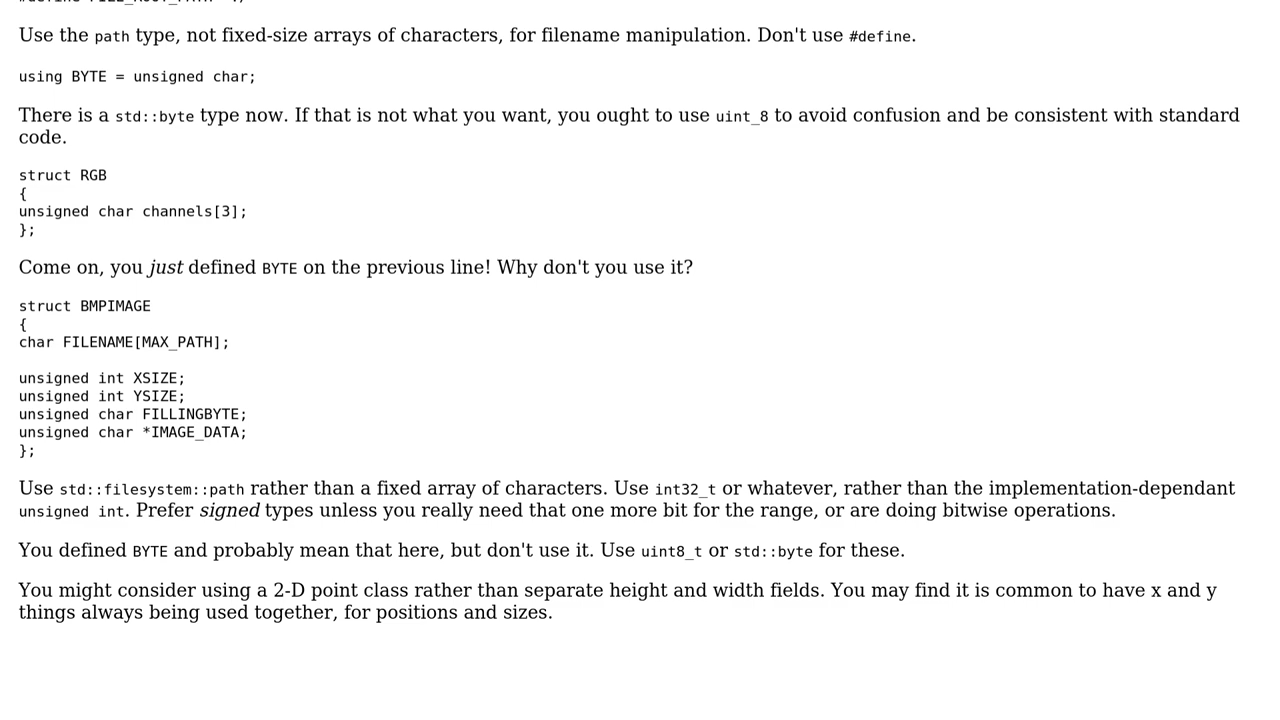 Use the path type, not fixed-size arrays of characters, for filename manipulation. Don't use #define.
using BYTE = unsigned char;
There is a std::byte type now. If that is not what you want, you ought to use uint_8 to avoid confusion and be consistent with standard
code.
struct RGB
{
unsigned char channels[3];
};
Come on, you just defined BYTE on the previous line! Why don't you use it?
struct BMPIMAGE
{
char FILENAME[MAX_PATH];
unsigned int XSIZE;
unsigned int YSIZE;
unsigned char FILLINGBYTE;
unsigned char *IMAGE_DATA;
};
Use std::filesystem::path rather than a fixed array of characters. Use int32_t or whatever, rather than the implementation-dependant
unsigned int. Prefer signed types unless you really need that one more bit for the range, or are doing bitwise operations.
You defined BYTE and probably mean that here, but don't use it. Use uint8_t or std::byte for these.
You might consider using a 2-D point class rather than separate height and width fields. You may find it is common to have x and y
things always being used together, for positions and sizes.